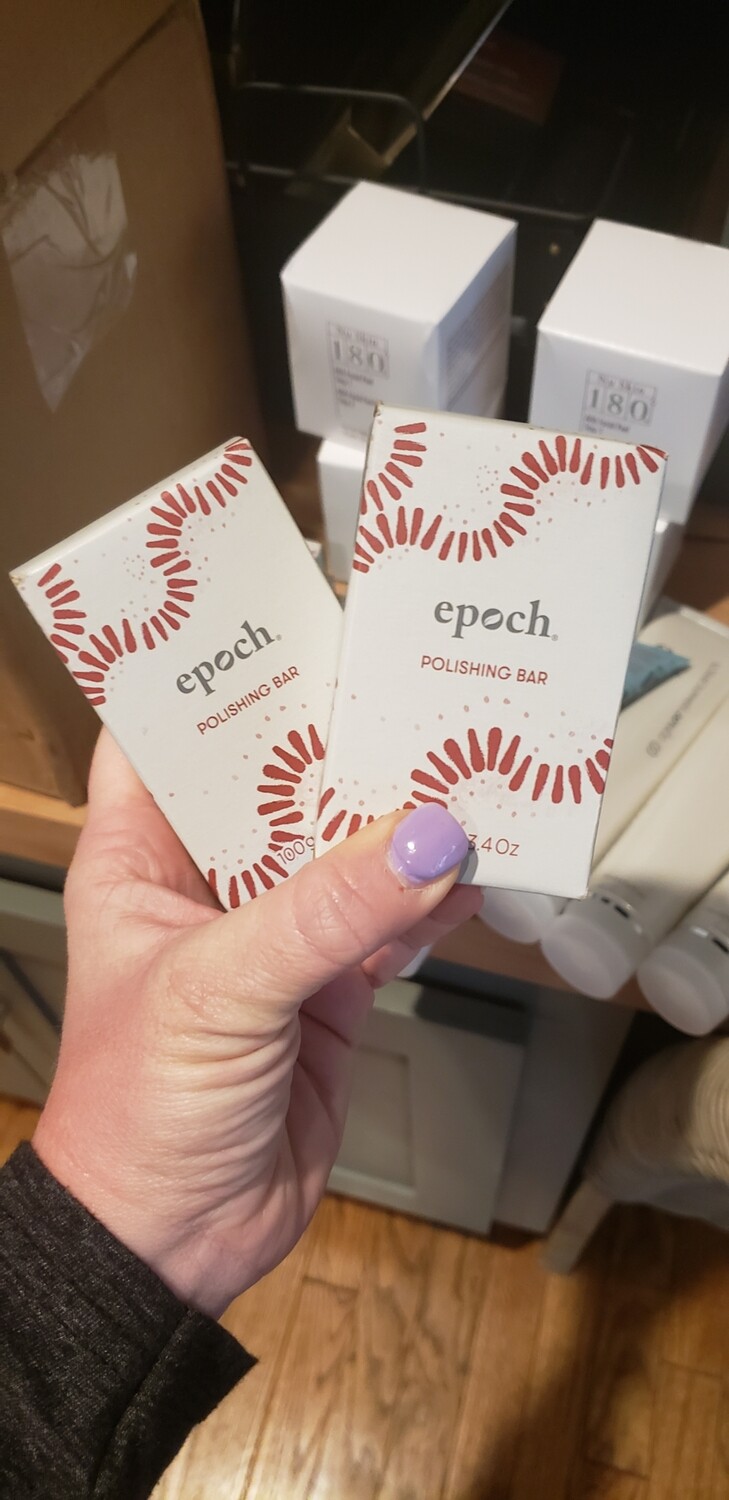 Nu Skin
180
Nu Skin
180
epoch®
POLISHING BAR
100g
epoch®
POLISHING BAR
3.4 Oz